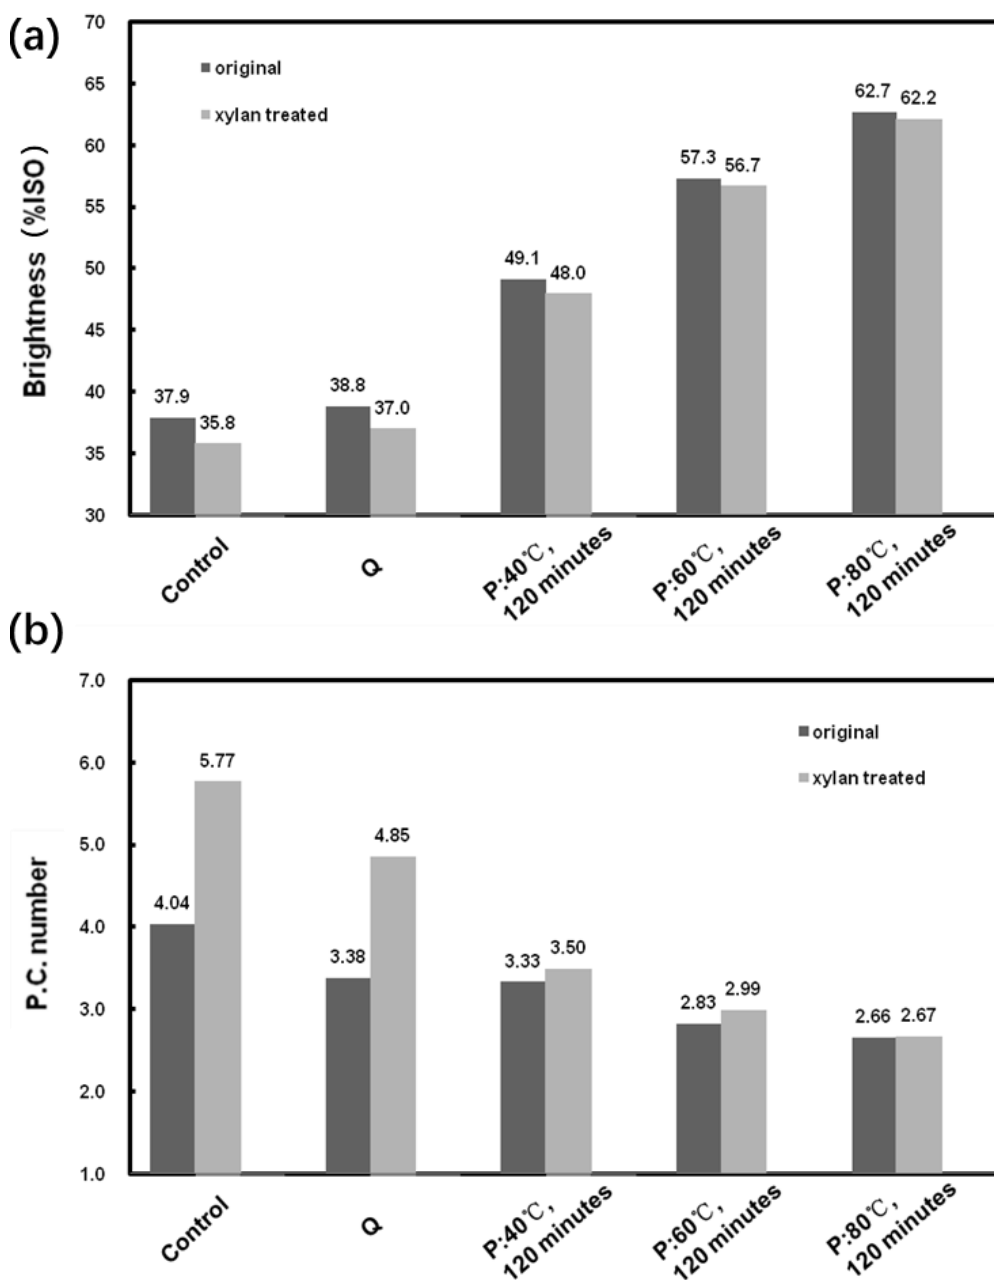 (a)
70
65
60
55
50
45
40
35
30
Brightness (%ISO)
original
xylan treated
37.9
35.8
38.8
37.0
49.1
48.0
57.3
56.7
62.7
62.2
Control
Q
P:40℃,
120 minutes
P:60℃,
120 minutes
P:80℃,
120 minutes
(b)
7.0
6.0
5.0
4.0
3.0
2.0
1.0
P.C. number
original
xylan treated
4.04
5.77
3.38
4.85
3.33
3.50
2.83
2.99
2.66
2.67
Control
Q
P:40℃,
120 minutes
P:60℃,
120 minutes
P:80℃,
120 minutes